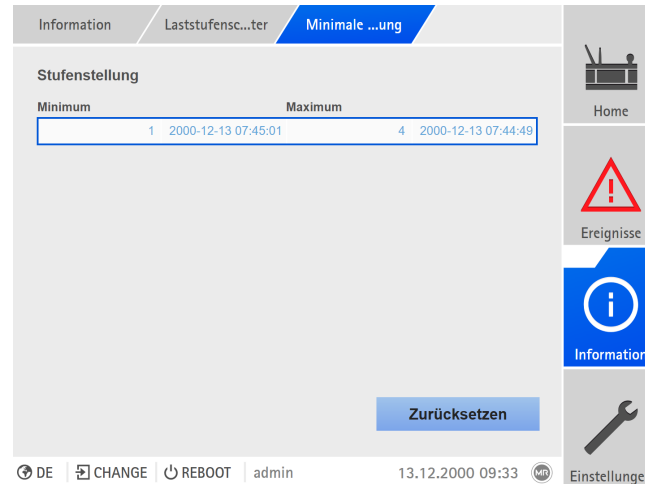 Information
Laststufensc...ter
Minimale ...ung
Stufenstellung
Minimum Maximum
1 2000-12-13 07:45:01 4 2000-12-13 07:44:49
Zurücksetzen
Home
Ereignisse
Information
Einstellunge
DE CHANGE REBOOT admin 13.12.2000 09:33 MR